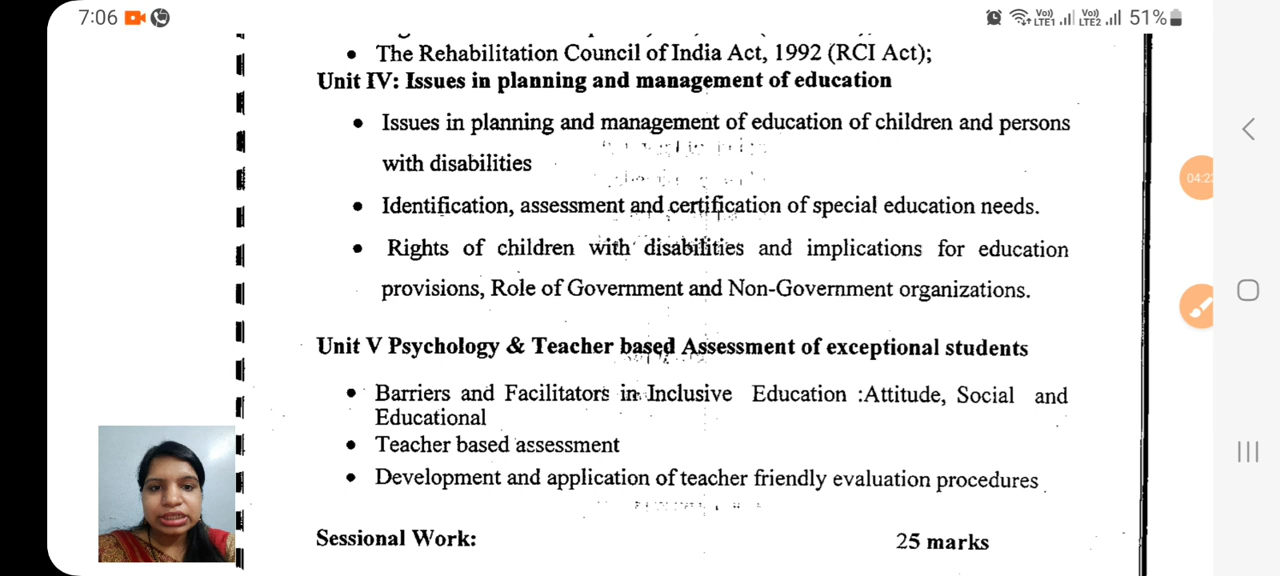 7:06
Vo)) Vo))
LTE1 LTE2 51%
• The Rehabilitation Council of India Act, 1992 (RCI Act);
Unit IV: Issues in planning and management of education
• Issues in planning and management of education of children and persons
with disabilities
• Identification, assessment and certification of special education needs.
• Rights of children with disabilities and implications for education
provisions, Role of Government and Non-Government organizations.
Unit V Psychology & Teacher based Assessment of exceptional students
• Barriers and Facilitators in Inclusive Education :Attitude, Social and
Educational
• Teacher based assessment
• Development and application of teacher friendly evaluation procedures
Sessional Work: 25 marks